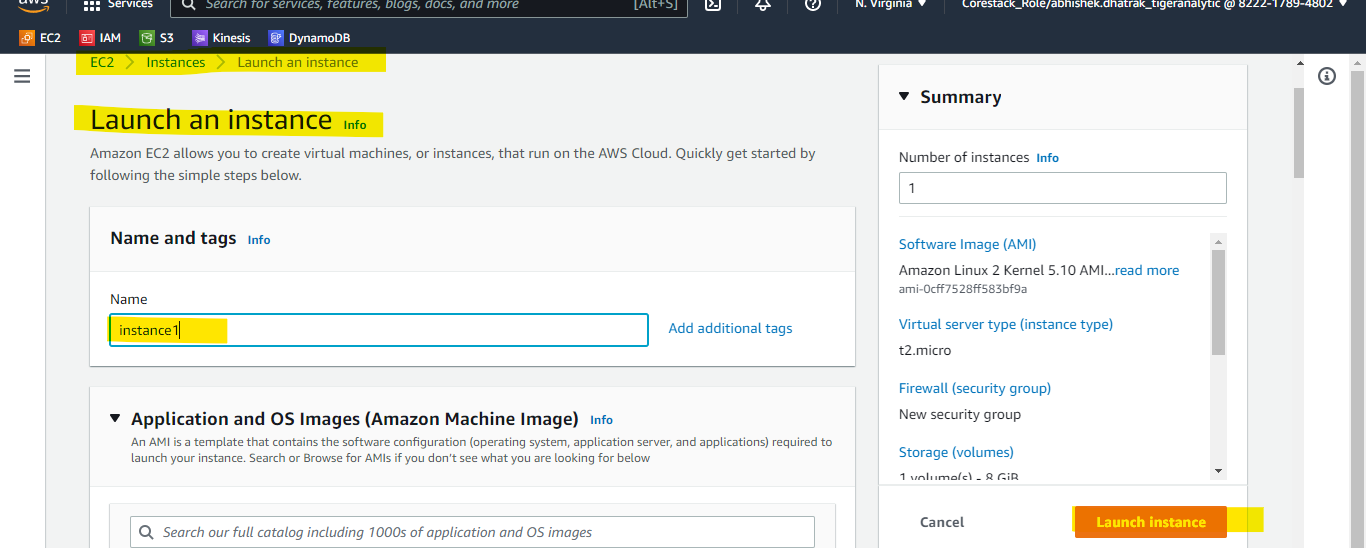 aws
Services
Search for services, features, blogs, docs, and more
[Alt+S]
N. Virginia
Corestack_Role/abhishek.dhatrak_tigeranalytic @ 8222-1789-4802
EC2
IAM
S3
Kinesis
DynamoDB
EC2 > Instances > Launch an instance
Launch an instance Info
Amazon EC2 allows you to create virtual machines, or instances, that run on the AWS Cloud. Quickly get started by
following the simple steps below.
Name and tags Info
Name
instance1
Add additional tags
Application and OS Images (Amazon Machine Image) Info
An AMI is a template that contains the software configuration (operating system, application server, and applications) required to
launch your instance. Search or Browse for AMIs if you don't see what you are looking for below
Search our full catalog including 1000s of application and OS images
Summary
Number of instances Info
1
Software Image (AMI)
Amazon Linux 2 Kernel 5.10 AMI...read more
ami-0cff7528ff583bf9a
Virtual server type (instance type)
t2.micro
Firewall (security group)
New security group
Storage (volumes)
1 volume(s) - 8 GiB
Cancel
Launch instance